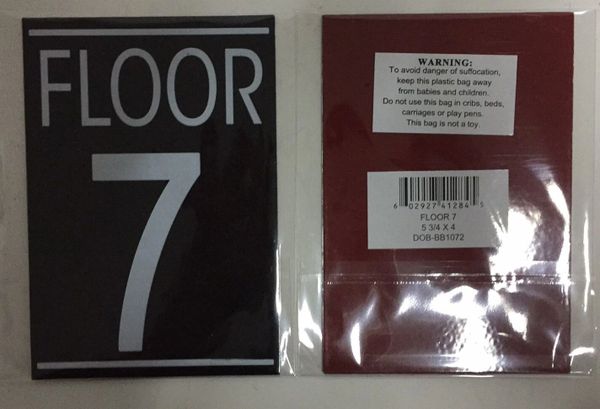 FLOOR
7
WARNING:
To avoid danger of suffocation,
keep this plastic bag away
from babies and children.
Do not use this bag in cribs, beds,
carriages or play pens.
This bag is not a toy.
6 02927 41284 5
FLOOR 7
5 3/4 X 4
DOB-BB1072